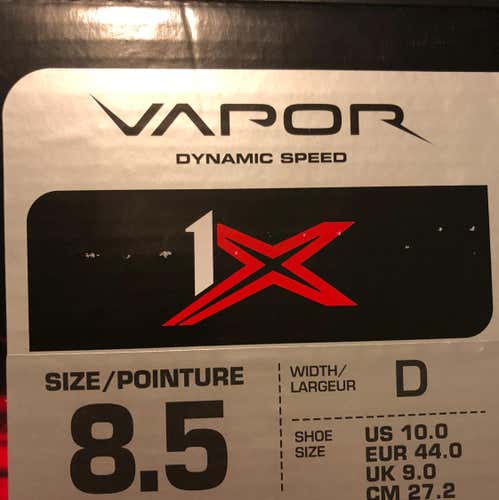 VAPOR
DYNAMIC SPEED
1X
SIZE/POINTURE
8.5
WIDTH/
LARGEUR
D
SHOE
SIZE
US 10.0
EUR 44.0
UK 9.0
CM 27.2